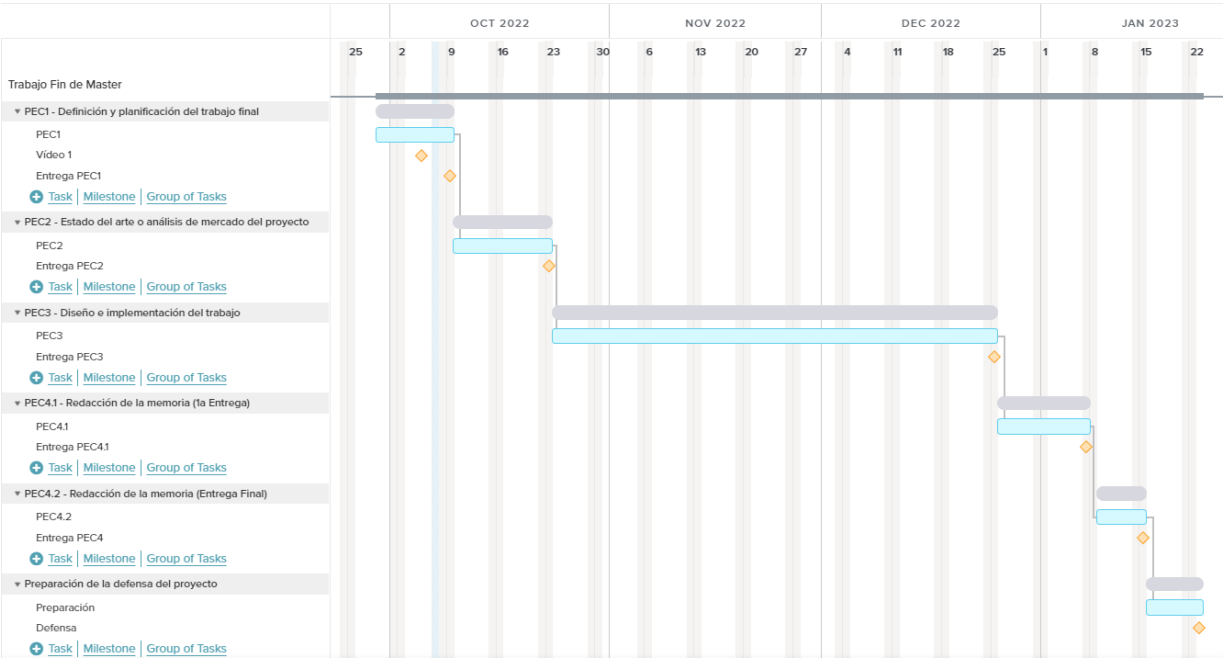 OCT 2022 NOV 2022 DEC 2022 JAN 2023
25 2 9 16 23 30 6 13 20 27 4 11 18 25 1 8 15 22
Trabajo Fin de Master
PEC1 - Definición y planificación del trabajo final
PEC1
Vídeo 1
Entrega PEC1
Task | Milestone | Group of Tasks
PEC2 - Estado del arte o análisis de mercado del proyecto
PEC2
Entrega PEC2
Task | Milestone | Group of Tasks
PEC3 - Diseño e implementación del trabajo
PEC3
Entrega PEC3
Task | Milestone | Group of Tasks
PEC4.1 - Redacción de la memoria (1a Entrega)
PEC4.1
Entrega PEC4.1
Task | Milestone | Group of Tasks
PEC4.2 - Redacción de la memoria (Entrega Final)
PEC4.2
Entrega PEC4
Task | Milestone | Group of Tasks
Preparación de la defensa del proyecto
Preparación
Defensa
Task | Milestone | Group of Tasks